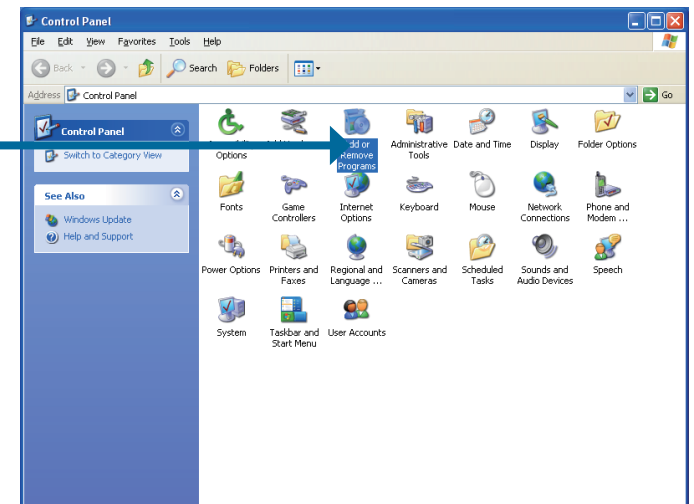 Control Panel
File Edit View Favorites Tools Help
Back Search Folders
Address Control Panel Go
Control Panel
Switch to Category View
See Also
Windows Update
Help and Support
Options
Add or
Remove
Programs
Administrative
Tools
Date and Time
Display
Folder Options
Fonts
Game
Controllers
Internet
Options
Keyboard
Mouse
Network
Connections
Phone and
Modem ...
Power Options
Printers and
Faxes
Regional and
Language ...
Scanners and
Cameras
Scheduled
Tasks
Sounds and
Audio Devices
Speech
System
Taskbar and
Start Menu
User Accounts